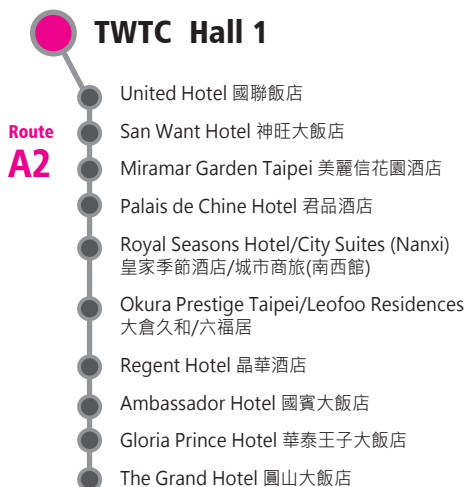 TWTC Hall 1
United Hotel 國聯飯店
Route
A2
San Want Hotel 神旺大飯店
Miramar Garden Taipei 美麗信花園酒店
Palais de Chine Hotel 君品酒店
Royal Seasons Hotel/City Suites (Nanxi)
皇家季節酒店/城市商旅(南西館)
Okura Prestige Taipei/Leofoo Residences
大倉久和/六福居
Regent Hotel 晶華酒店
Ambassador Hotel 國賓大飯店
Gloria Prince Hotel 華泰王子大飯店
The Grand Hotel 圓山大飯店